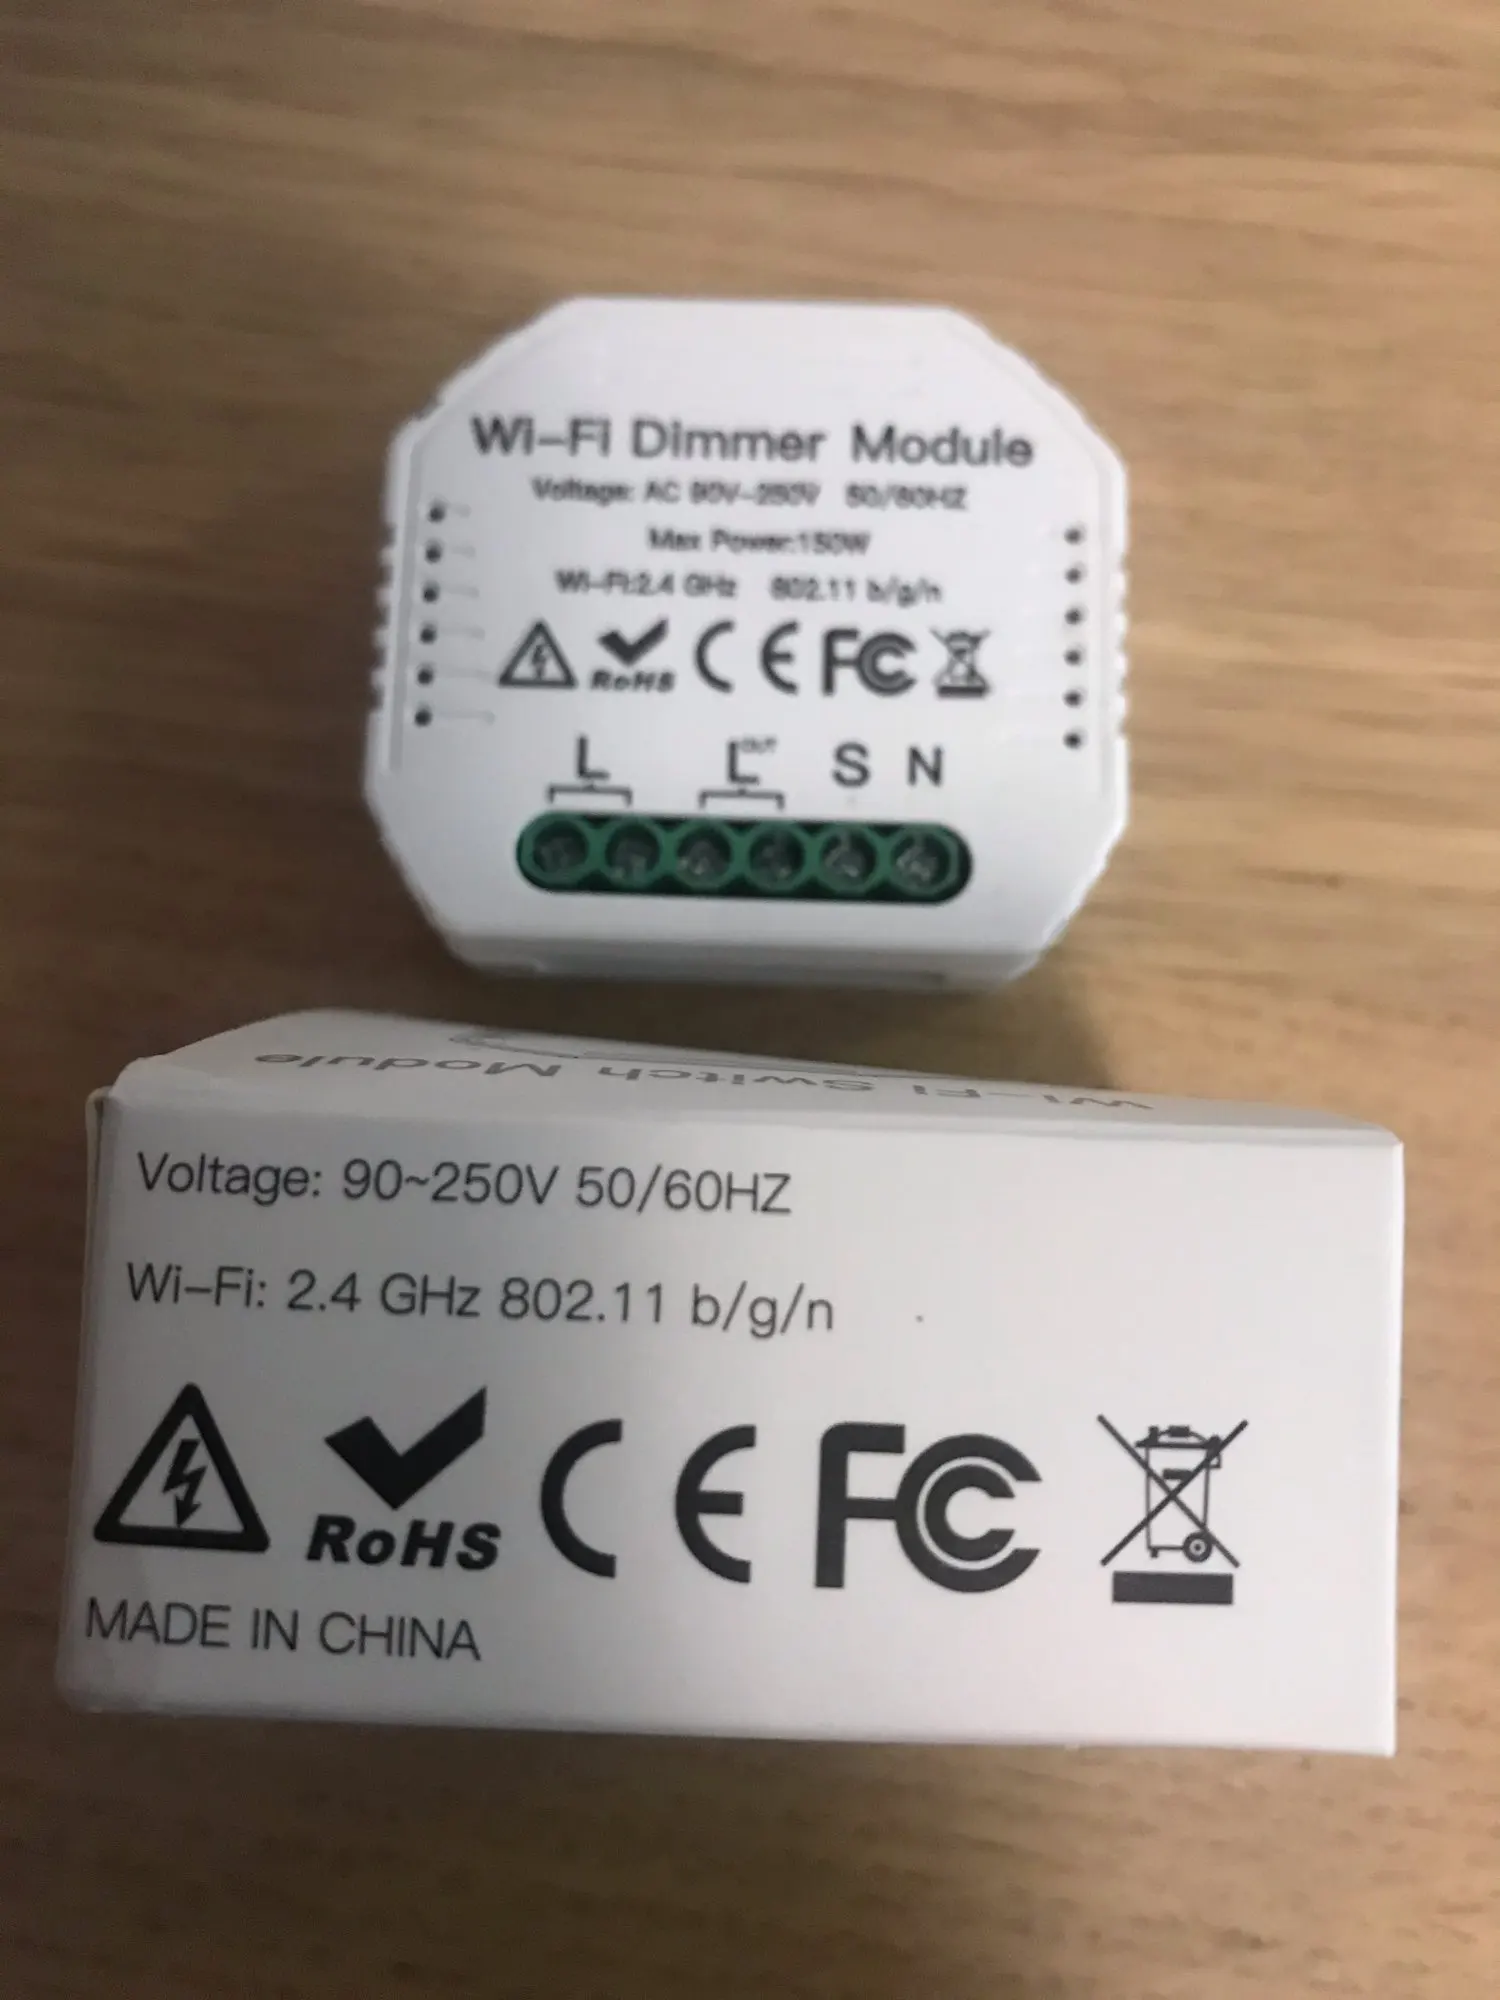 Wi-Fi Dimmer Module
Voltage: AC 90V-250V 50/60HZ
Max Power:150W
Wi-Fi:2.4 GHz 802.11 b/g/n
RoHS CE FC
L L OUT S N
Wi-Fi Switch Module
Voltage: 90~250V 50/60HZ
Wi-Fi: 2.4 GHz 802.11 b/g/n
RoHS CE FC
MADE IN CHINA